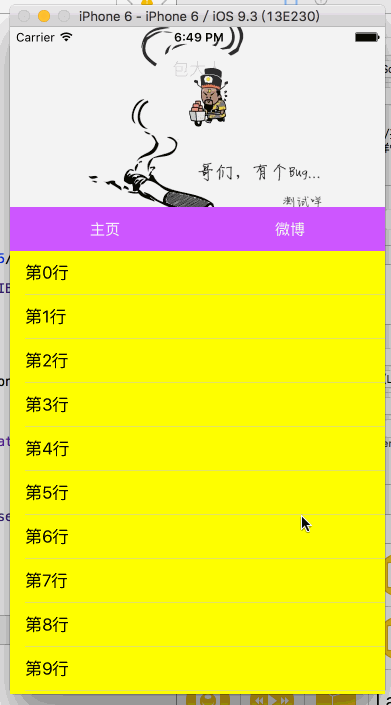 iPhone 6 - iPhone 6 / iOS 9.3 (13E230)
Carrier 6:49 PM
包大人
哥们，有个Bug...
测试咩
主页 微博
第0行
第1行
第2行
第3行
第4行
第5行
第6行
第7行
第8行
第9行